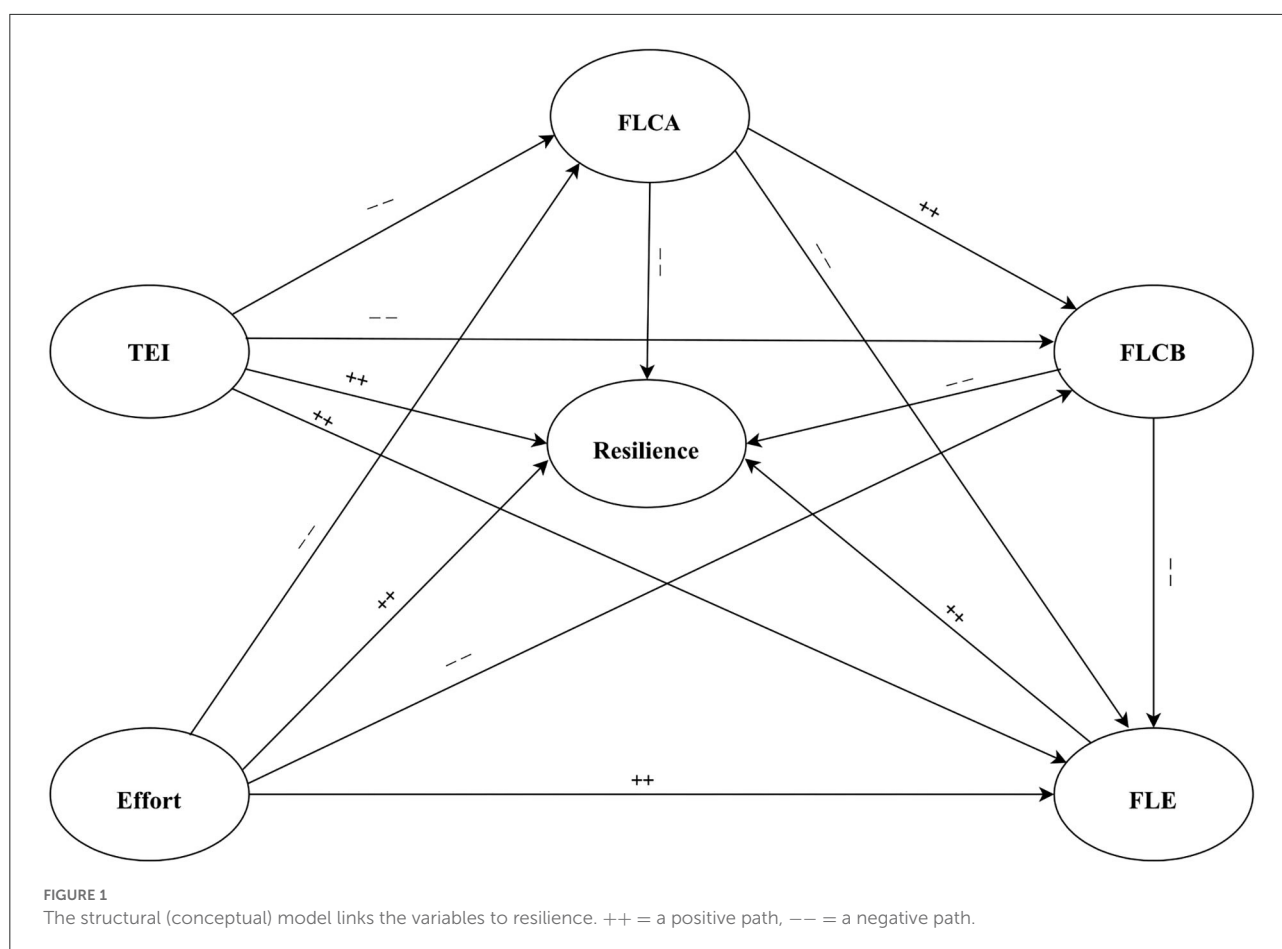 FLCA
++
– –
– –
– –
TEI
– –
FLCB
++
– –
++
Resilience
– –
++
– –
++
– –
++
Effort
FLE
FIGURE 1
The structural (conceptual) model links the variables to resilience. ++ = a positive path, −− = a negative path.